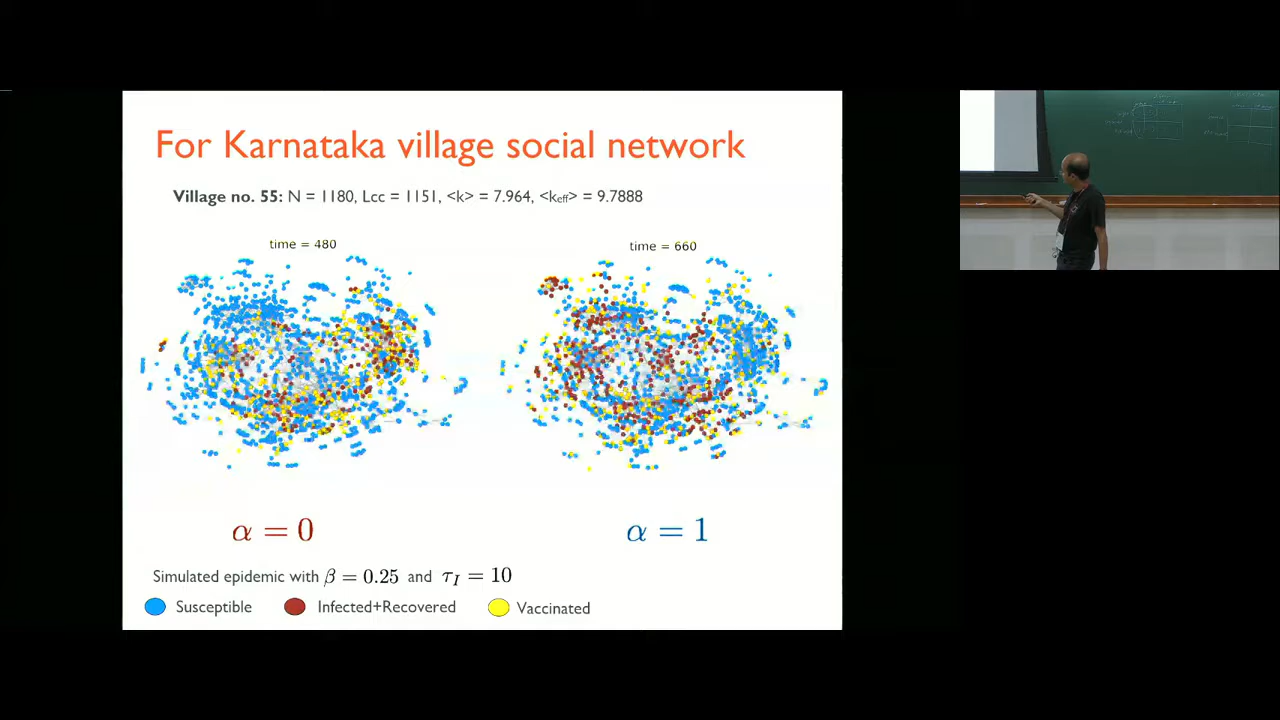 For Karnataka village social network
Village no. 55: N = 1180, Lcc = 1151, <k> = 7.964, <k_eff> = 9.7888
time = 480
time = 660
α = 0
α = 1
Simulated epidemic with β = 0.25 and τ_I = 10
Susceptible
Infected+Recovered
Vaccinated